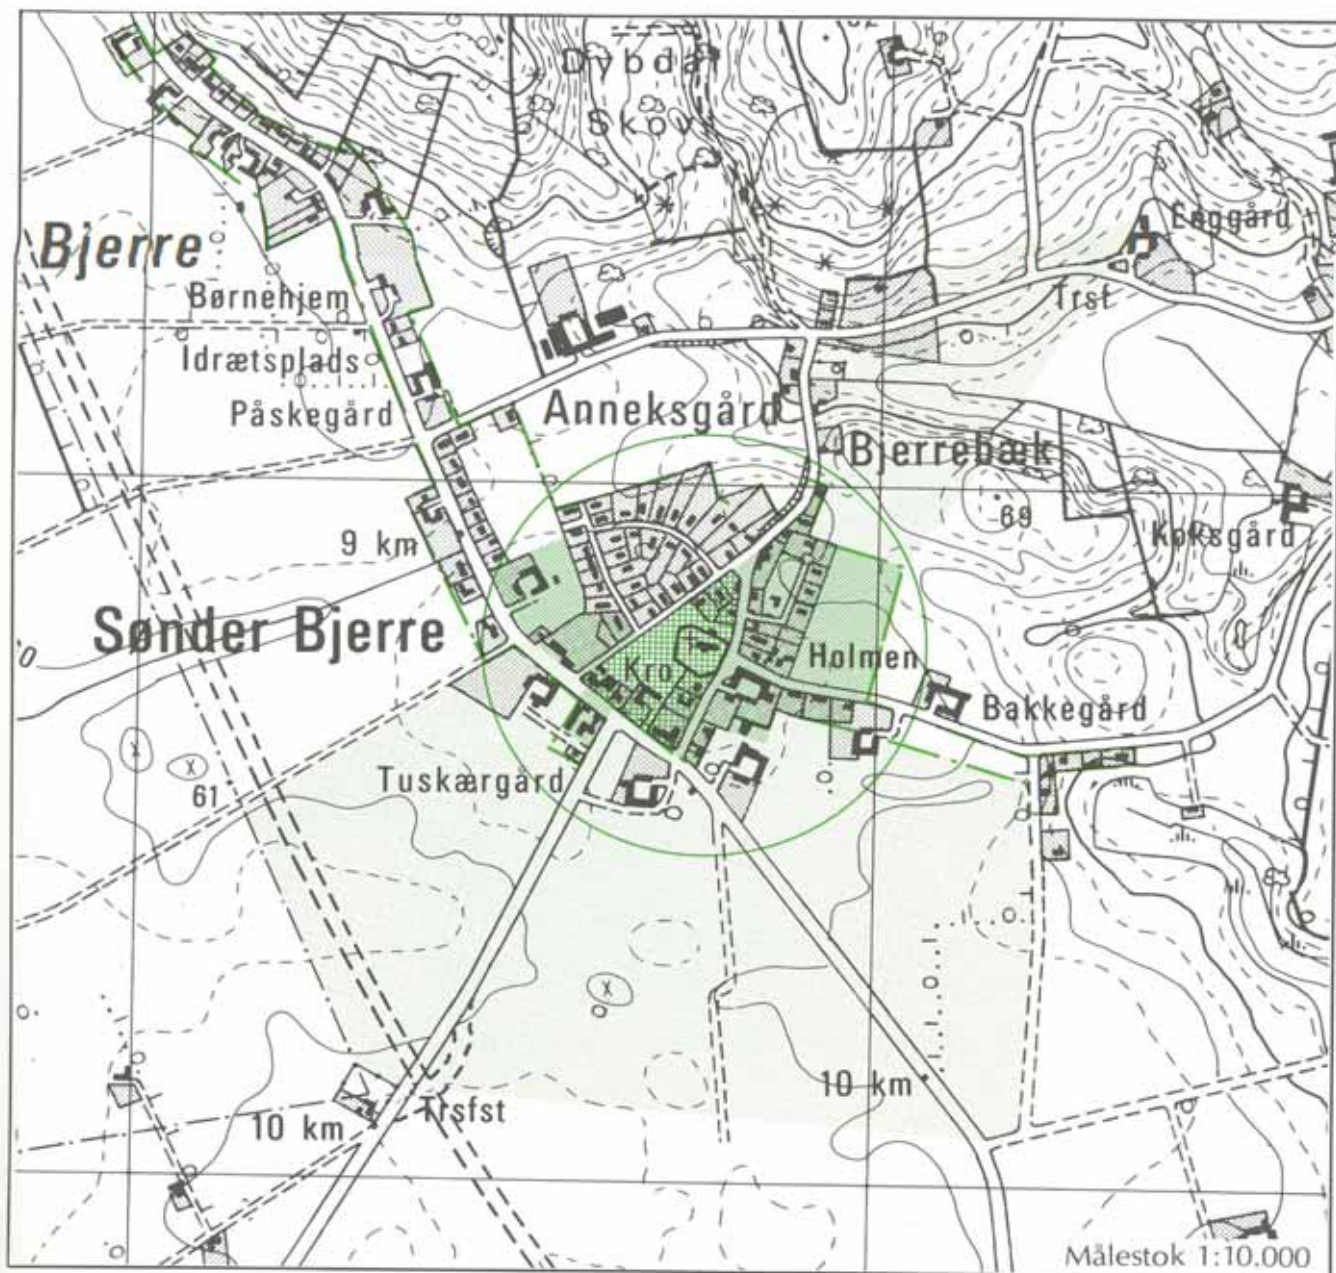 Dybdal
Skov
Bjerre
Enggård
Børnehjem
Trsf
Idrætsplads
Påskegård
Anneksgård
Bjerrebæk
69
9 km
Koksgård
Sønder Bjerre
Kro
Holmen
Bakkegård
Tuskærgård
61
10 km
Trsfst
10 km
Målestok 1:10.000